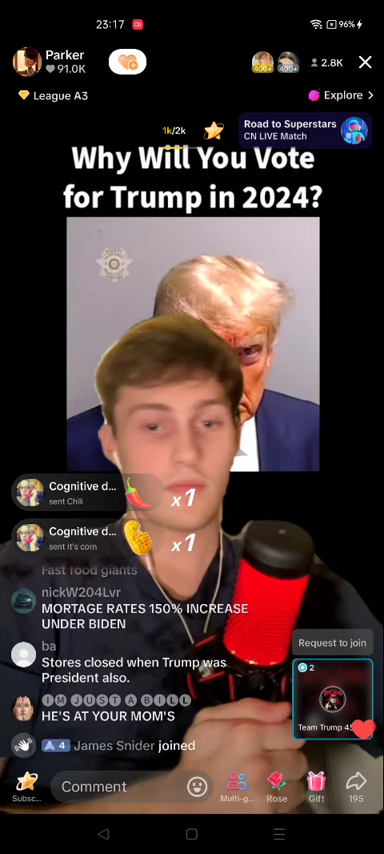 23:17
96%
Parker
91.0K
400+
400+
2.8K
League A3
Explore >
1k/2k
Road to Superstars
CN LIVE Match
Why Will You Vote
for Trump in 2024?
Cognitive d...
sent Chili
x1
Cognitive d...
sent It's corn
x1
Fast food giants
nickW204Lvr
MORTAGE RATES 150% INCREASE
UNDER BIDEN
ba
Stores closed when Trump was
President also.
🅘🅜 🅙🅤🅢🅣 🅐 🅑🅘🅛🅛
HE'S AT YOUR MOM'S
4 James Snider joined
Request to join
2
Team Trump 45
Comment
Subsc...
Multi-g...
Rose
Gift
195